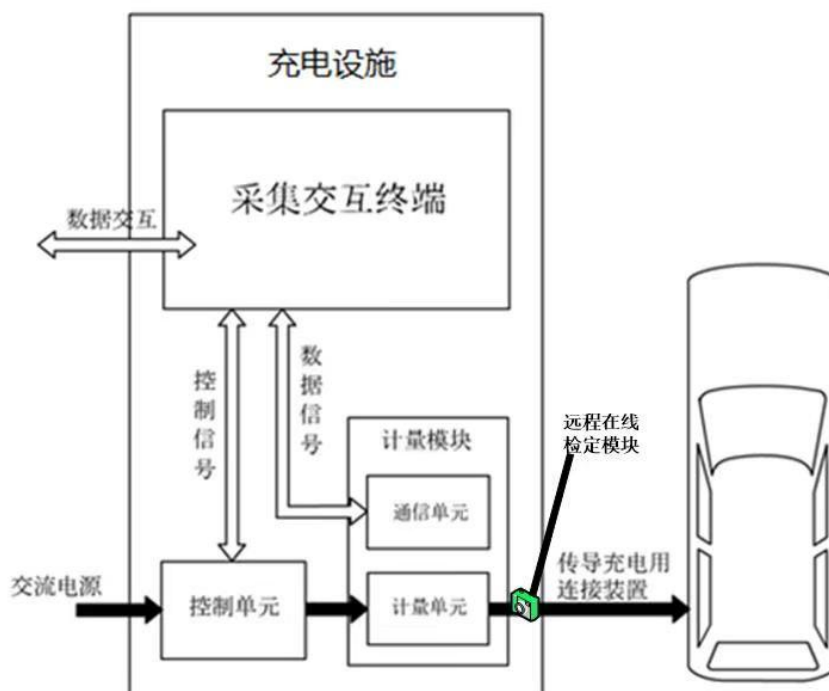 充电设施
采集交互终端
数据交互
控制信号
数据信号
计量模块
远程在线
检定模块
通信单元
交流电源
控制单元
计量单元
传导充电用
连接装置